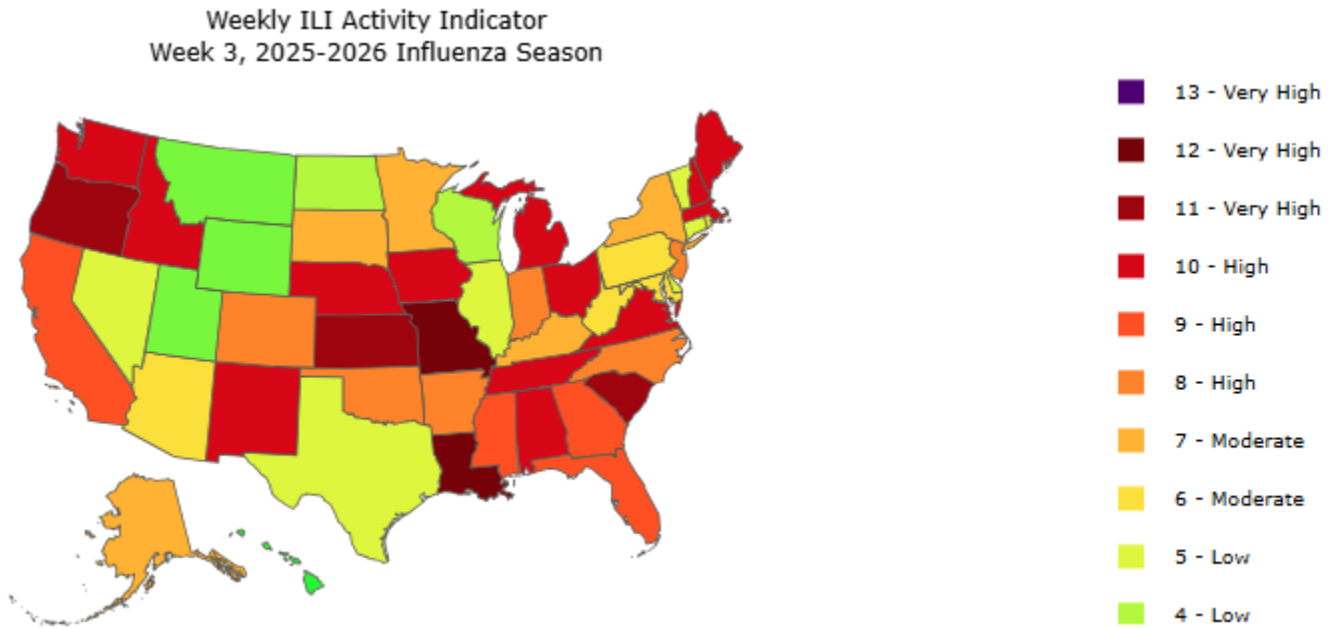 Weekly ILI Activity Indicator
Week 3, 2025-2026 Influenza Season
13 - Very High
12 - Very High
11 - Very High
10 - High
9 - High
8 - High
7 - Moderate
6 - Moderate
5 - Low
4 - Low